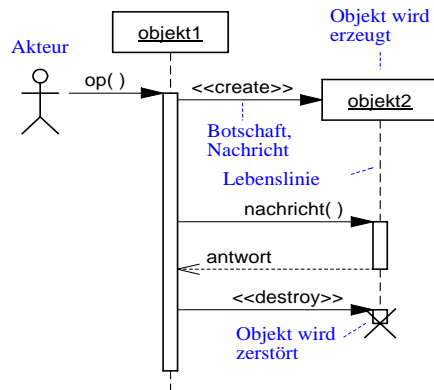 Objekt wird
erzeugt
objekt1
Akteur
op( )
<<create>>
objekt2
Botschaft,
Nachricht
Lebenslinie
nachricht( )
antwort
<<destroy>>
Objekt wird
zerstört